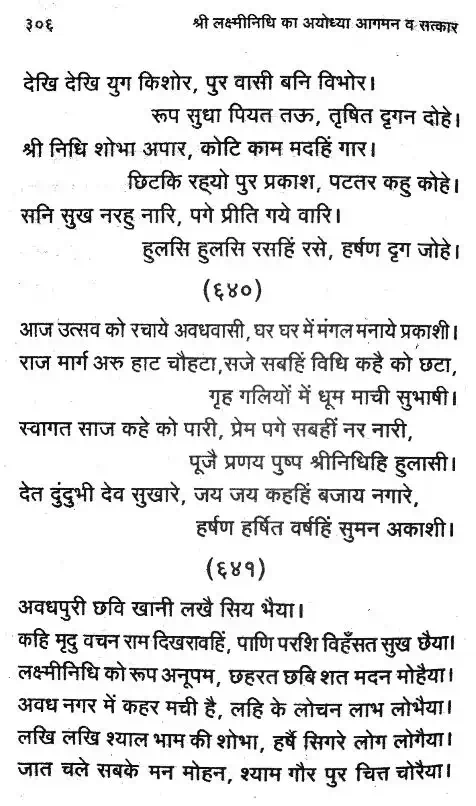 ३०६ श्री लक्ष्मीनिधि का अयोध्या आगमन व सत्कार
देखि देखि युग किशोर, पुर वासी बनि विभोर।
रूप सुधा पियत तऊ, तृषित दृगन दोहे।
श्री निधि शोभा अपार, कोटि काम मदहिं गार।
छिटकि रह्यो पुर प्रकाश, पटतर कहु कोहे।
सनि सुख नरहु नारि, पगे प्रीति गये वारि।
हुलसि हुलसि रसहिं रसे, हर्षण दृग जोहे।
(६४०)
आज उत्सव को रचाये अवधवासी, घर घर में मंगल मनाये प्रकाशी।
राज मार्ग अरु हाट चौहटा,सजे सबहिं विधि कहै को छटा,
गृह गलियों में धूम माची सुभाषी।
स्वागत साज कहे को पारी, प्रेम पगे सबहीं नर नारी,
पूजै प्रणय पुष्प श्रीनिधिहि हुलासी।
देत दुंदुभी देव सुखारे, जय जय कहहिं बजाय नगारे,
हर्षण हर्षित वर्षहिं सुमन अकाशी।
(६४१)
अवधपुरी छवि खानी लखै सिय भैया।
कहि मृदु वचन राम दिखरावहिं, पाणि परशि विहँसत सुख छैया।
लक्ष्मीनिधि को रूप अनूपम, छहरत छबि शत मदन मोहैया।
अवध नगर में कहर मची है, लहि के लोचन लाभ लोभैया।
लखि लखि श्याल भाम की शोभा, हर्षै सिगरे लोग लोगैया।
जात चले सबके मन मोहन, श्याम गौर पुर चित्त चोरैया।